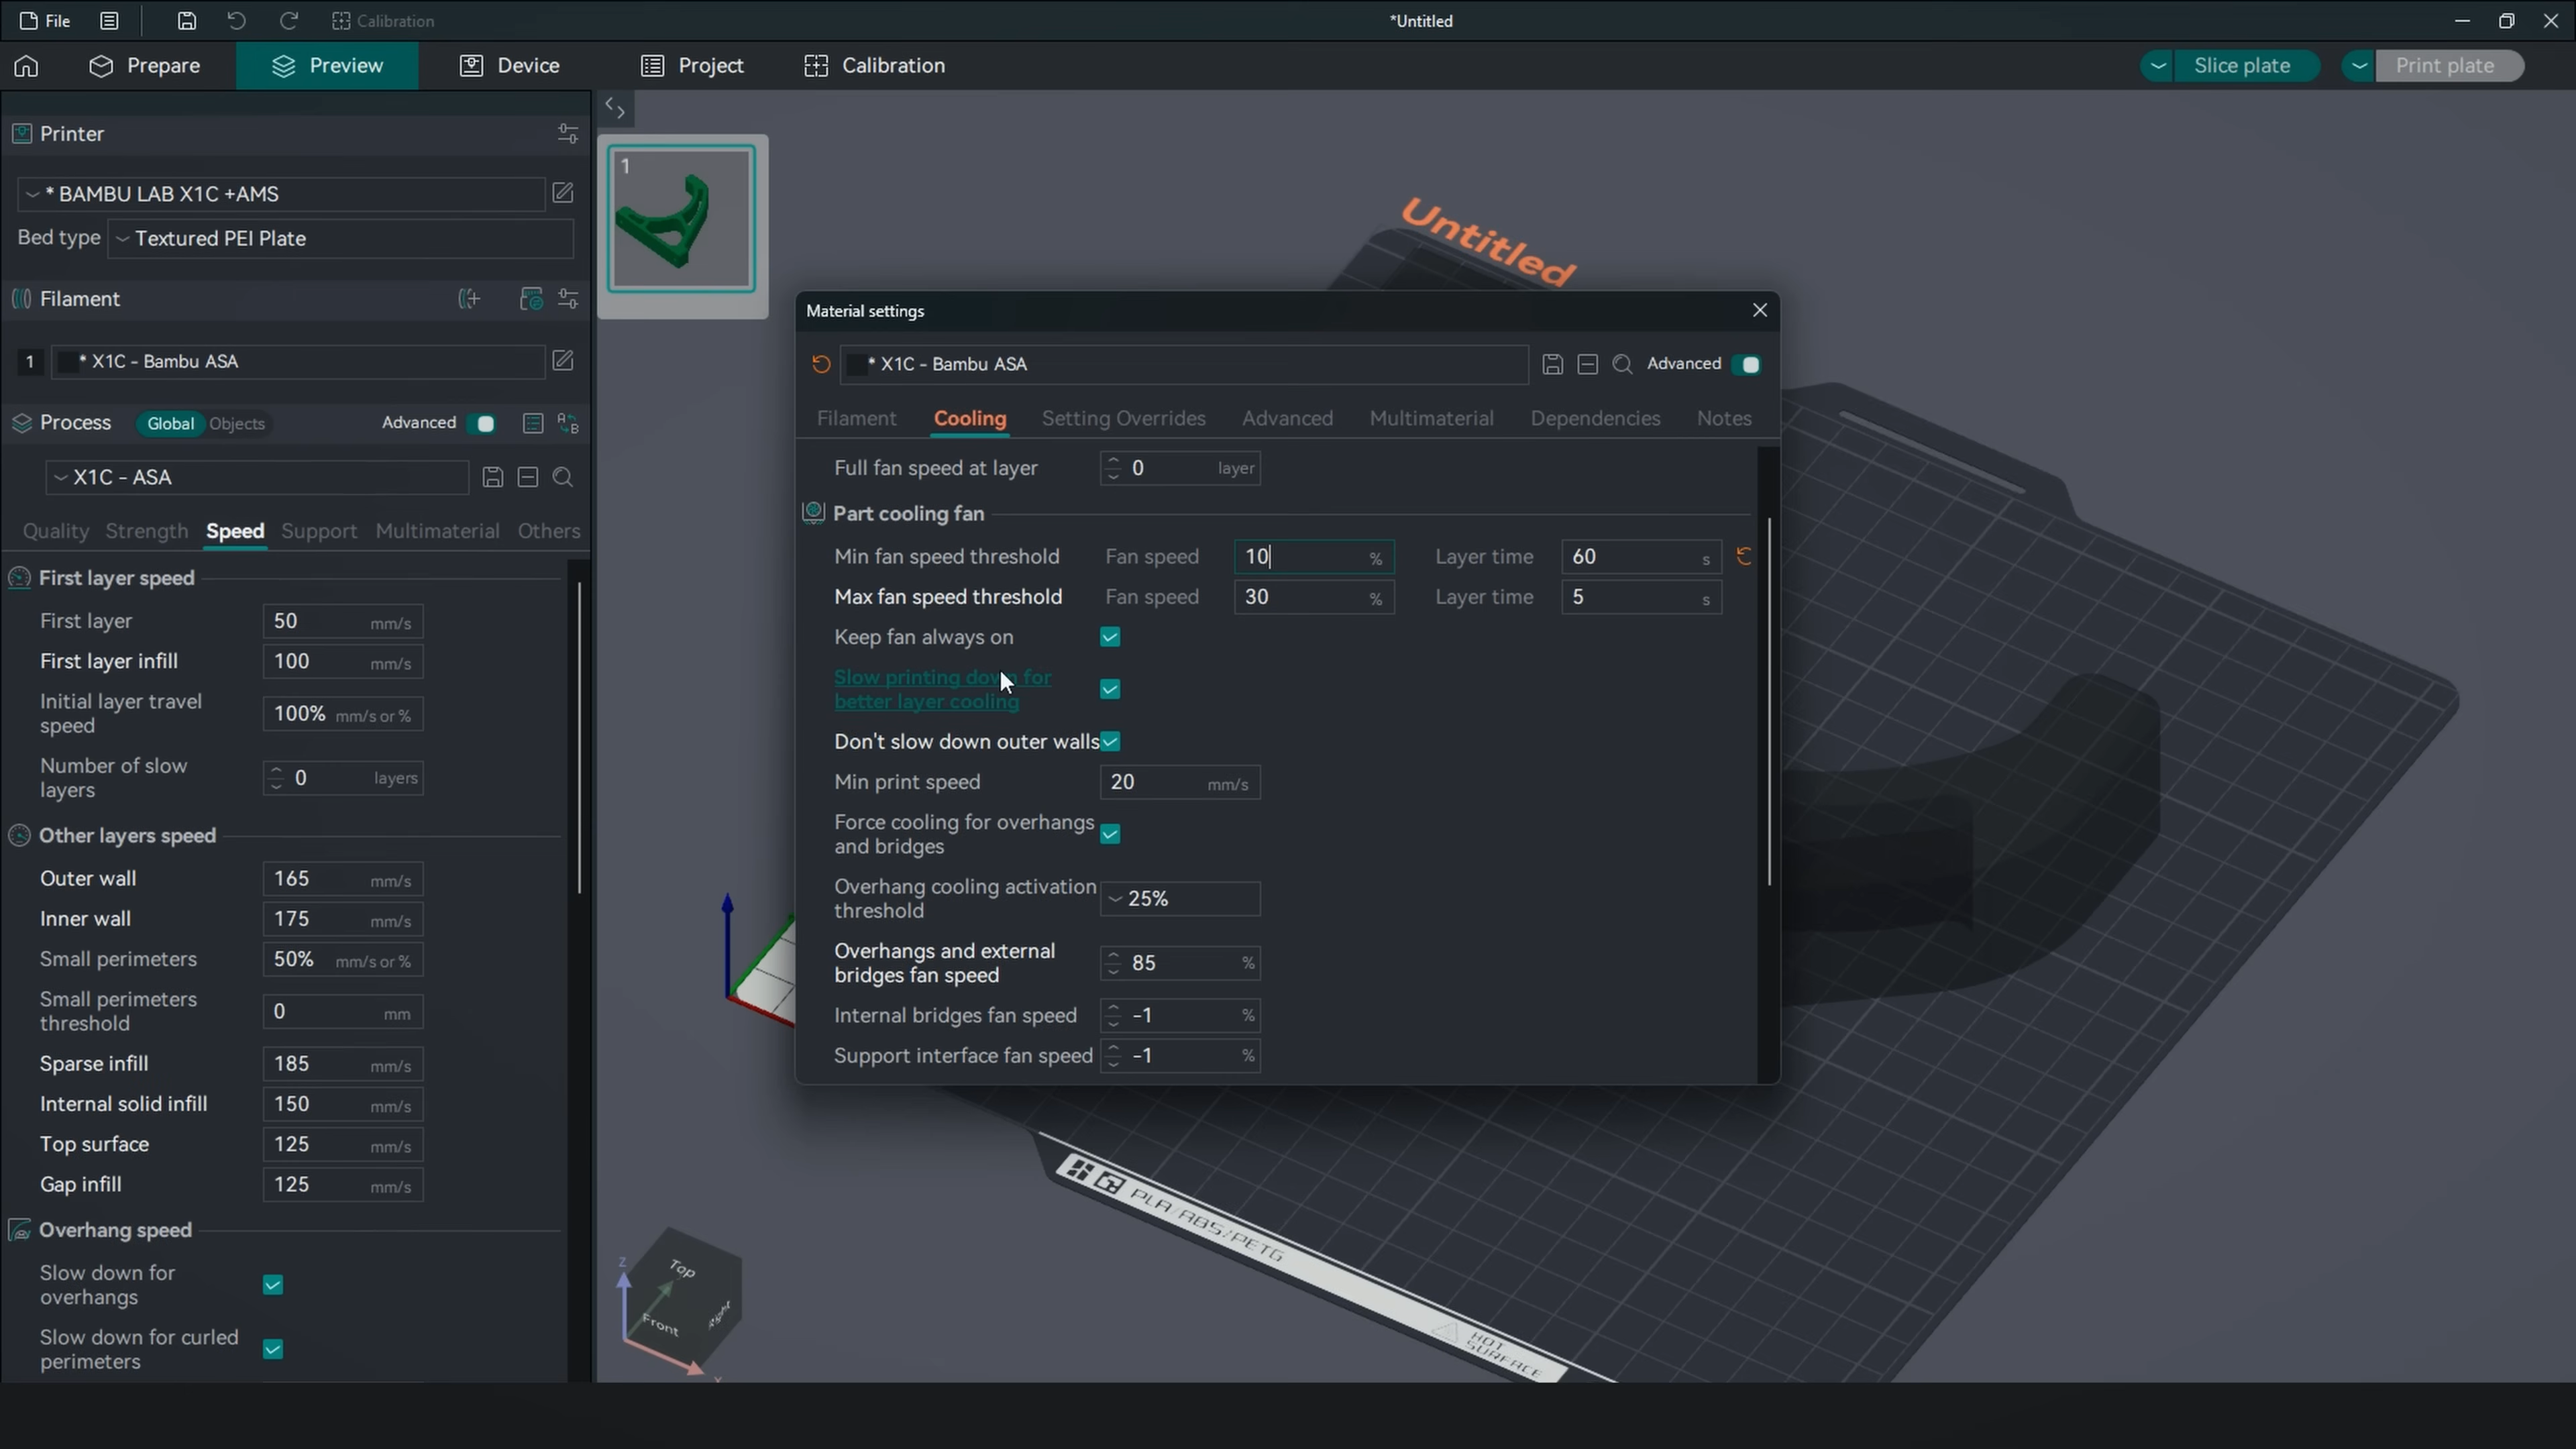 File
Calibration
*Untitled
Prepare
Preview
Device
Project
Calibration
Slice plate
Print plate
Printer
* BAMBU LAB X1C +AMS
Bed type
Textured PEI Plate
Filament
1
* X1C - Bambu ASA
Process
Global
Objects
Advanced
X1C - ASA
Quality
Strength
Speed
Support
Multimaterial
Others
First layer speed
First layer
50 mm/s
First layer infill
100 mm/s
Initial layer travel
speed
100% mm/s or %
Number of slow
layers
0 layers
Other layers speed
Outer wall
165 mm/s
Inner wall
175 mm/s
Small perimeters
50% mm/s or %
Small perimeters
threshold
0 mm
Sparse infill
185 mm/s
Internal solid infill
150 mm/s
Top surface
125 mm/s
Gap infill
125 mm/s
Overhang speed
Slow down for
overhangs
Slow down for curled
perimeters
1
Untitled
Material settings
* X1C - Bambu ASA
Advanced
Filament
Cooling
Setting Overrides
Advanced
Multimaterial
Dependencies
Notes
Full fan speed at layer
0 layer
Part cooling fan
Min fan speed threshold
Fan speed
10 %
Layer time
60 s
Max fan speed threshold
Fan speed
30 %
Layer time
5 s
Keep fan always on
Slow printing down for
better layer cooling
Don't slow down outer walls
Min print speed
20 mm/s
Force cooling for overhangs
and bridges
Overhang cooling activation
threshold
25%
Overhangs and external
bridges fan speed
85 %
Internal bridges fan speed
-1 %
Support interface fan speed
-1 %
PLA/ABS/PETG
HOT
SURFACE
Top
Front
Right
Z
X